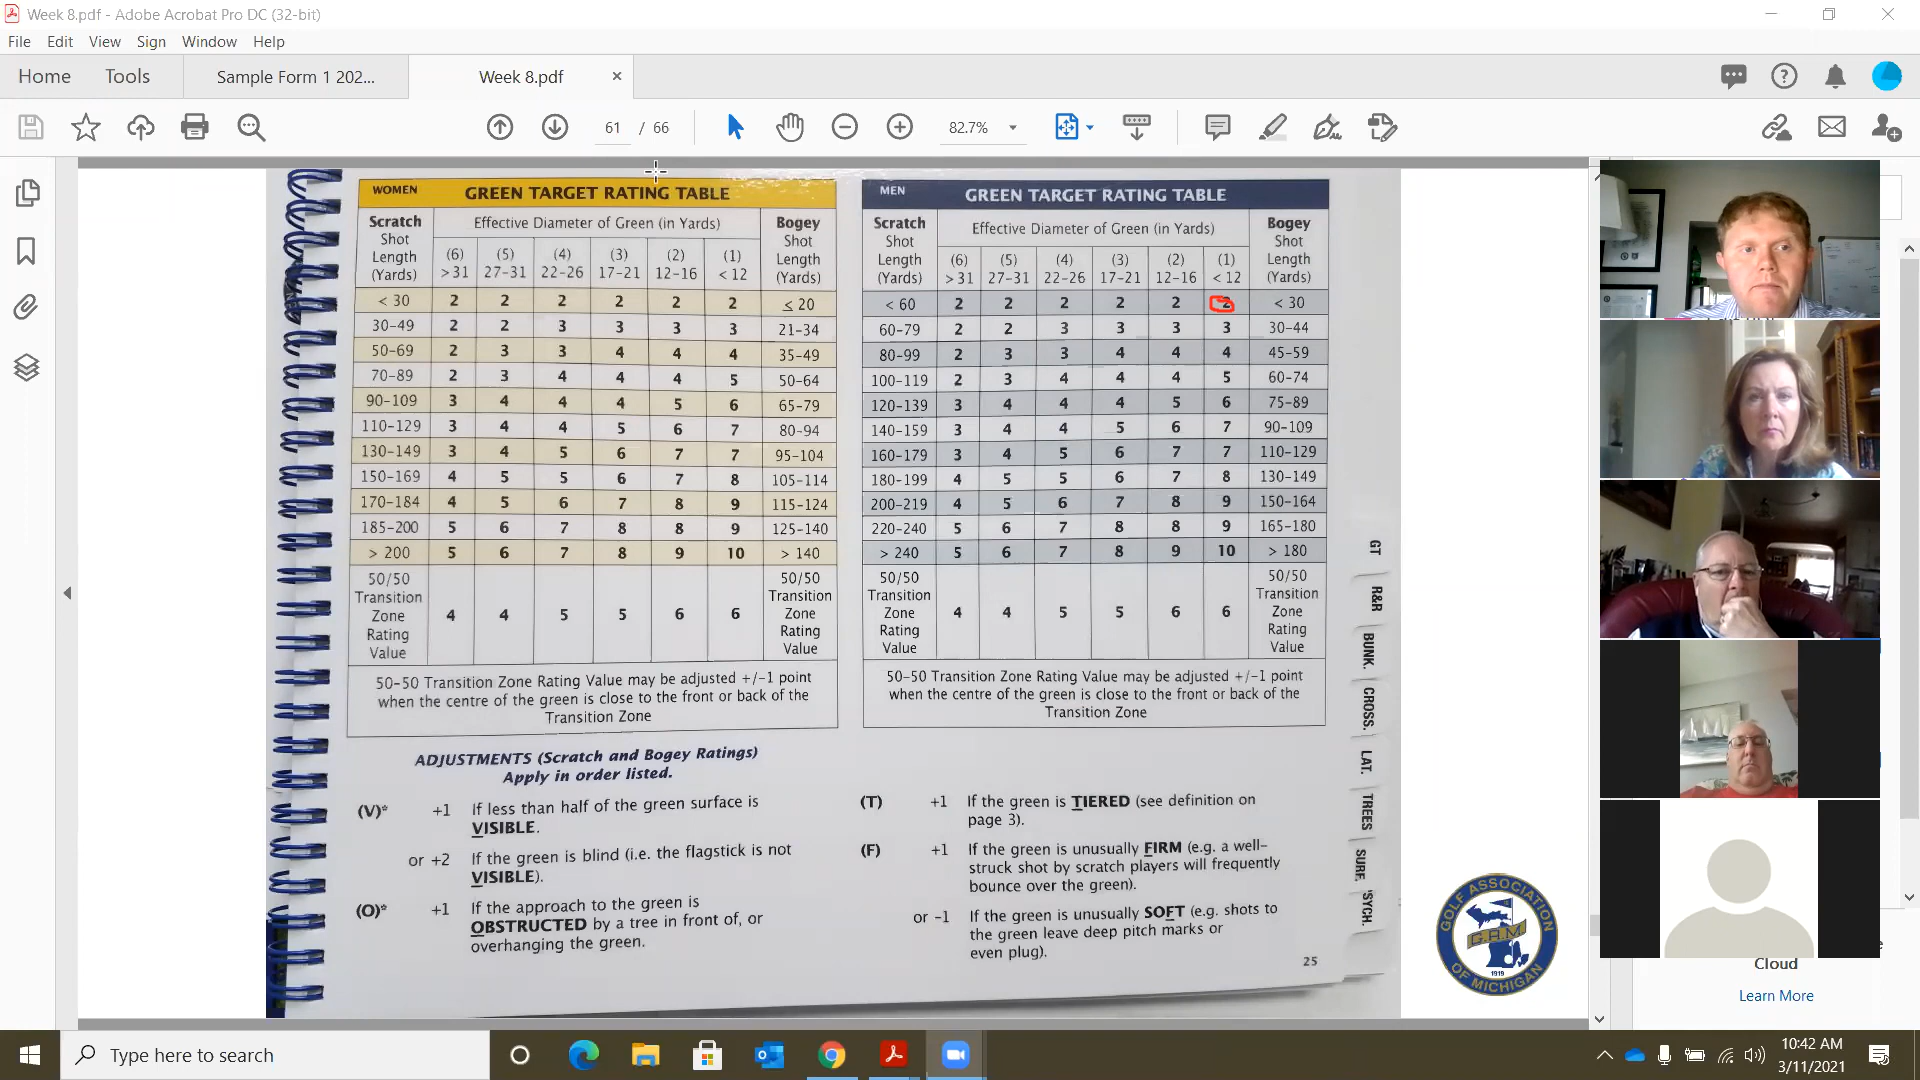 Week 8.pdf - Adobe Acrobat Pro DC (32-bit)
File Edit View Sign Window Help
Home Tools Sample Form 1 202... Week 8.pdf ×
61 / 66 82.7%
WOMEN GREEN TARGET RATING TABLE
Scratch Shot Length (Yards) Effective Diameter of Green (in Yards) Bogey Shot Length (Yards)
(6) (5) (4) (3) (2) (1)
> 31 27-31 22-26 17-21 12-16 < 12
< 30 2 2 2 2 2 2 ≤ 20
30-49 2 2 3 3 3 3 21-34
50-69 2 3 3 4 4 4 35-49
70-89 2 3 4 4 4 5 50-64
90-109 3 4 4 4 5 6 65-79
110-129 3 4 4 5 6 7 80-94
130-149 3 4 5 6 7 7 95-104
150-169 4 5 5 6 7 8 105-114
170-184 4 5 6 7 8 9 115-124
185-200 5 6 7 8 8 9 125-140
> 200 5 6 7 8 9 10 > 140
50/50 Transition Zone Rating Value 4 4 5 5 6 6 50/50 Transition Zone Rating Value
50-50 Transition Zone Rating Value may be adjusted +/-1 point
when the centre of the green is close to the front or back of the
Transition Zone
MEN GREEN TARGET RATING TABLE
Scratch Shot Length (Yards) Effective Diameter of Green (in Yards) Bogey Shot Length (Yards)
(6) (5) (4) (3) (2) (1)
> 31 27-31 22-26 17-21 12-16 < 12
< 60 2 2 2 2 2 2 < 30
60-79 2 2 3 3 3 3 30-44
80-99 2 3 3 4 4 4 45-59
100-119 2 3 4 4 4 5 60-74
120-139 3 4 4 4 5 6 75-89
140-159 3 4 4 5 6 7 90-109
160-179 3 4 5 6 7 7 110-129
180-199 4 5 5 6 7 8 130-149
200-219 4 5 6 7 8 9 150-164
220-240 5 6 7 8 8 9 165-180
> 240 5 6 7 8 9 10 > 180
50/50 Transition Zone Rating Value 4 4 5 5 6 6 50/50 Transition Zone Rating Value
50-50 Transition Zone Rating Value may be adjusted +/-1 point
when the centre of the green is close to the front or back of the
Transition Zone
ADJUSTMENTS (Scratch and Bogey Ratings)
Apply in order listed.
(V)* +1 If less than half of the green surface is
VISIBLE.
or +2 If the green is blind (i.e. the flagstick is not
VISIBLE).
(O)* +1 If the approach to the green is
OBSTRUCTED by a tree in front of, or
overhanging the green.
(T) +1 If the green is TIERED (see definition on
page 3).
(F) +1 If the green is unusually FIRM (e.g. a well-
struck shot by scratch players will frequently
bounce over the green).
or -1 If the green is unusually SOFT (e.g. shots to
the green leave deep pitch marks or
even plug).
25
GT
R&R
BUNK.
CROSS.
LAT.
TREES
SURF.
GOLF ASSOCIATION
G.A.M
1919
OF MICHIGAN
Cloud
Learn More
Type here to search
10:42 AM
3/11/2021